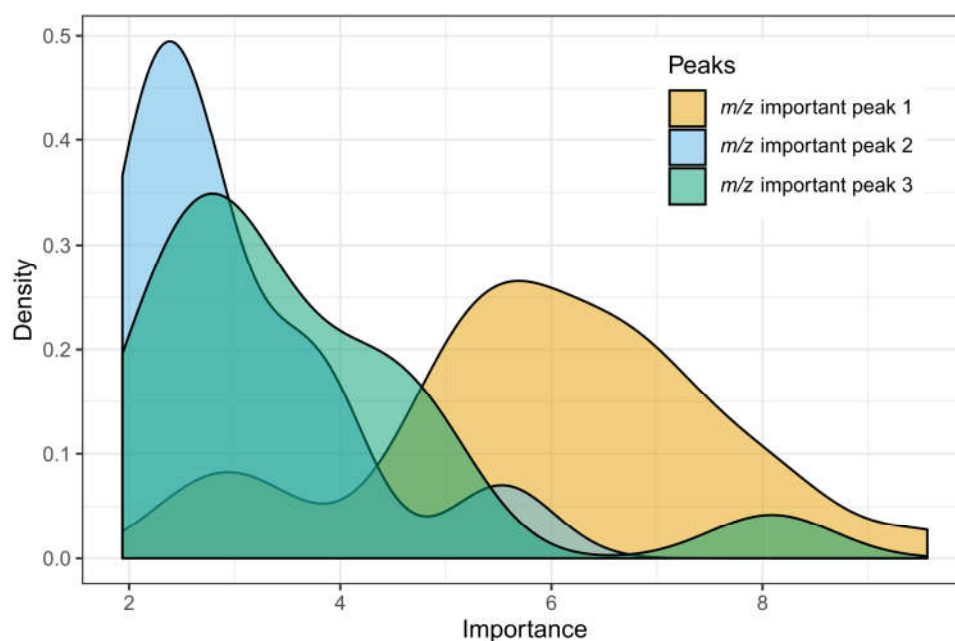 0.5
0.4
0.3
0.2
0.1
0.0
Density
Peaks
m/z important peak 1
m/z important peak 2
m/z important peak 3
2 4 6 8
Importance